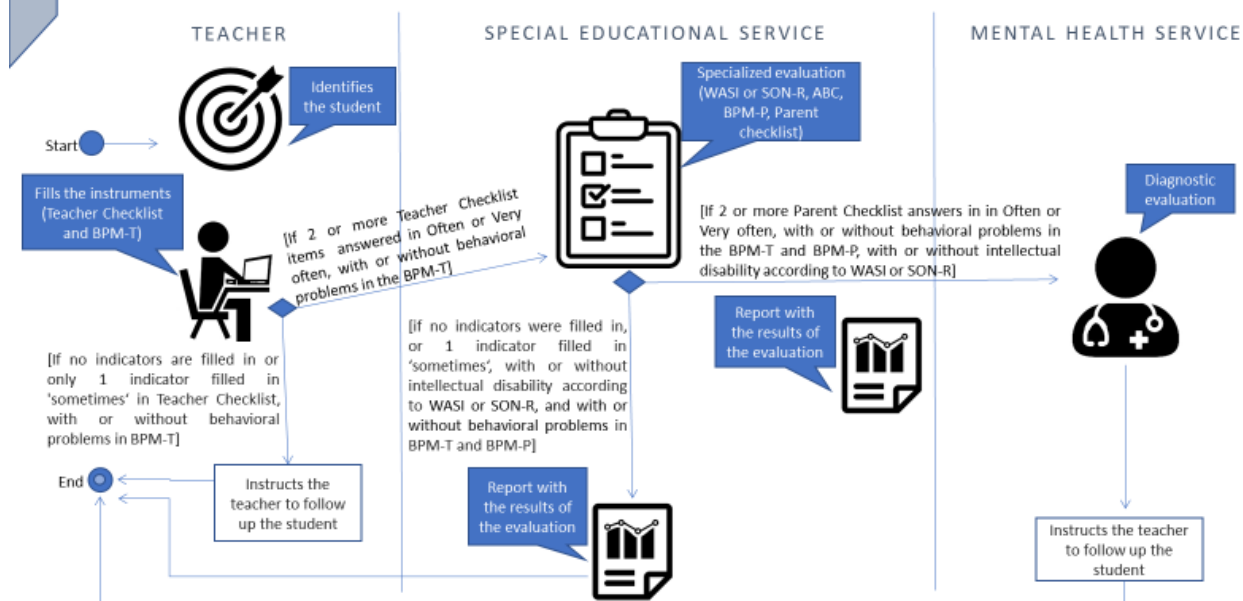 TEACHER
SPECIAL EDUCATIONAL SERVICE
MENTAL HEALTH SERVICE
Identifies
the student
Start
Fills the instruments
(Teacher Checklist
and BPM-T)
[If 2 or more Teacher Checklist
items answered in Often or Very
often, with or without behavioral
problems in the BPM-T]
[If no indicators are filled in or
only 1 indicator filled in
'sometimes' in Teacher Checklist,
with or without behavioral
problems in BPM-T]
End
Instructs the
teacher to follow
up the student
Specialized evaluation
(WASI or SON-R, ABC,
BPM-P, Parent
checklist)
[If 2 or more Parent Checklist answers in in Often or
Very often, with or without behavior problems in
the BPM-T and BPM-P, with or without intellectual
disability according to WASI or SON-R]
[if no indicators were filled in,
or 1 indicator filled in
'sometimes', with or without
intellectual disability according
to WASI or SON-R, and with or
without behavioral problems in
BPM-T and BPM-P]
Report with
the results of
the evaluation
Report with
the results of
the evaluation
Diagnostic
evaluation
Instructs the teacher
to follow up the
student